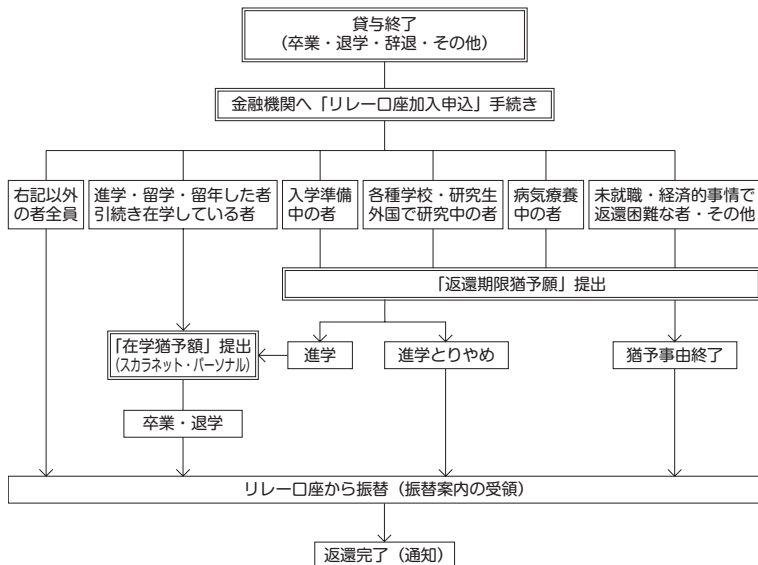 貸与終了
（卒業・退学・辞退・その他）
金融機関へ「リレー口座加入申込」手続き
右記以外
の者全員
進学・留学・留年した者
引続き在学している者
入学準備
中の者
各種学校・研究生
外国で研究中の者
病気療養
中の者
未就職・経済的事情で
返還困難な者・その他
「返還期限猶予願」提出
「在学猶予額」提出
（スカラネット・パーソナル）
進学
進学とりやめ
猶予事由終了
卒業・退学
リレー口座から振替（振替案内の受領）
返還完了（通知）